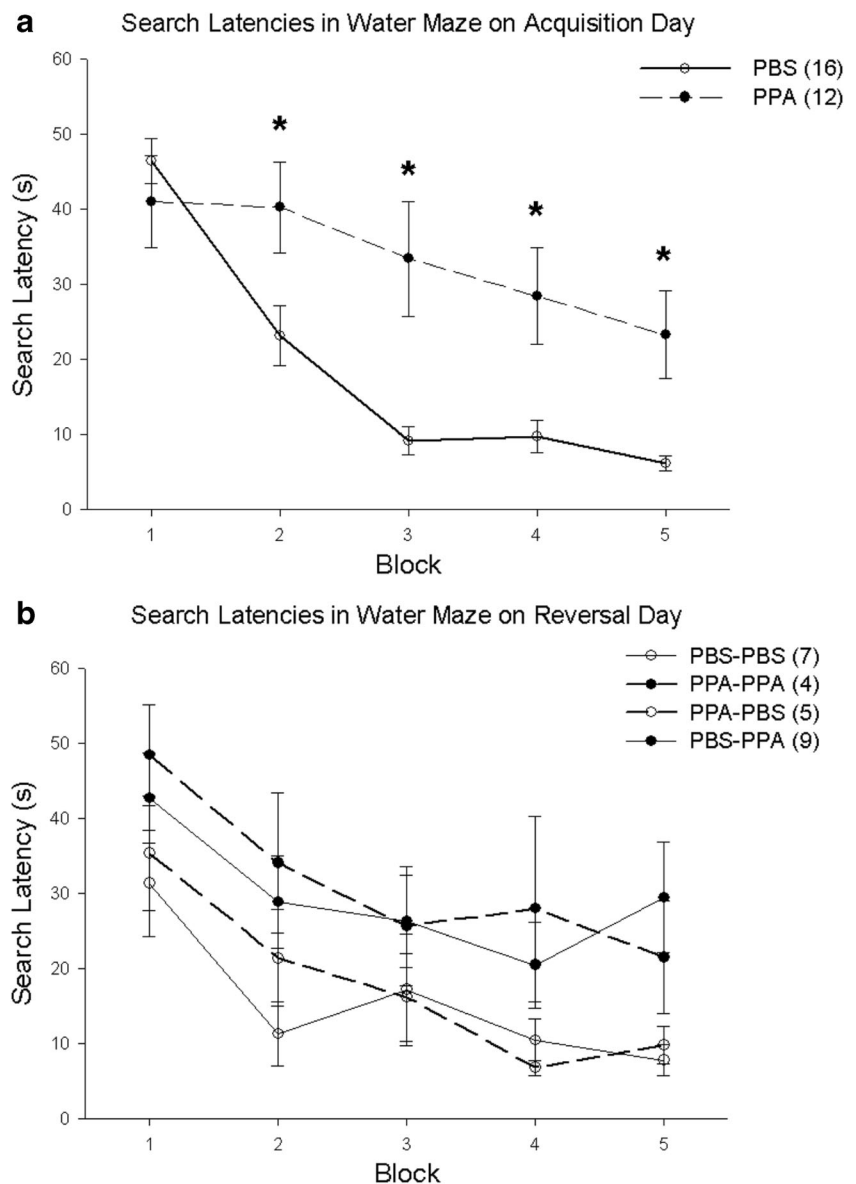 a
Search Latencies in Water Maze on Acquisition Day
PBS (16)
PPA (12)
60
50
40
30
20
10
0
Search Latency (s)
*
*
*
*
1 2 3 4 5
Block
b
Search Latencies in Water Maze on Reversal Day
PBS-PBS (7)
PPA-PPA (4)
PPA-PBS (5)
PBS-PPA (9)
60
50
40
30
20
10
0
Search Latency (s)
1 2 3 4 5
Block